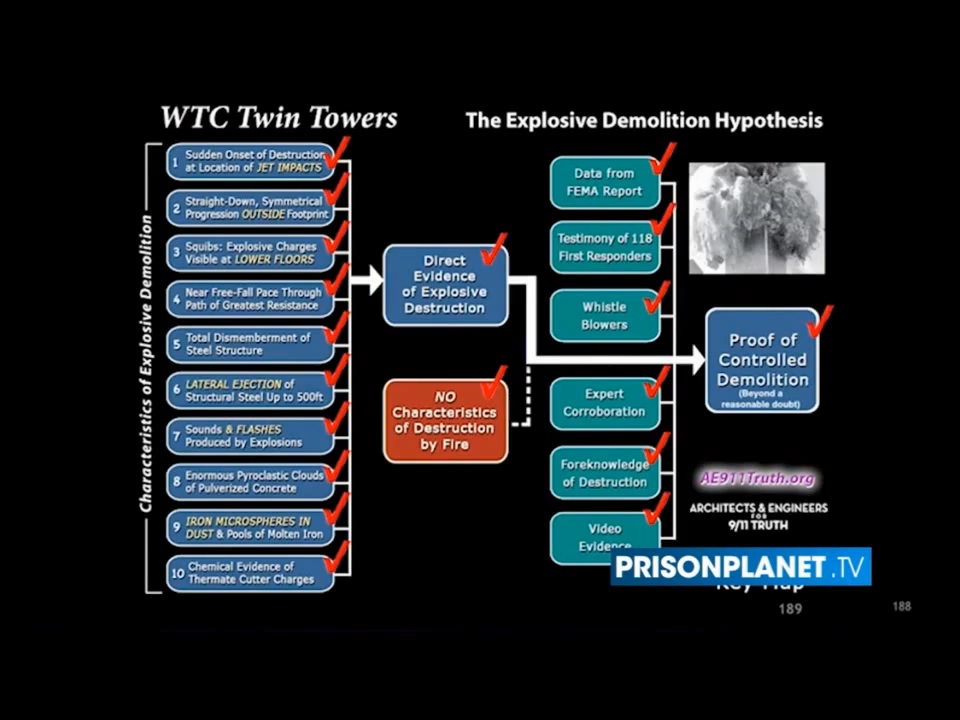 WTC Twin Towers
The Explosive Demolition Hypothesis
Characteristics of Explosive Demolition
1 Sudden Onset of Destruction
at Location of JET IMPACTS
2 Straight-Down, Symmetrical
Progression OUTSIDE Footprint
3 Squibs: Explosive Charges
Visible at LOWER FLOORS
4 Near Free-Fall Pace Through
Path of Greatest Resistance
5 Total Dismemberment of
Steel Structure
6 LATERAL EJECTION of
Structural Steel Up to 500ft
7 Sounds & FLASHES
Produced by Explosions
8 Enormous Pyroclastic Clouds
of Pulverized Concrete
9 IRON MICROSPHERES IN
DUST & Pools of Molten Iron
10 Chemical Evidence of
Thermate Cutter Charges
Direct
Evidence
of Explosive
Destruction
NO
Characteristics
of Destruction
by Fire
Data from
FEMA Report
Testimony of 118
First Responders
Whistle
Blowers
Expert
Corroboration
Foreknowledge
of Destruction
Video
Evidence
Proof of
Controlled
Demolition
(Beyond a
reasonable doubt)
AE911Truth.org
ARCHITECTS & ENGINEERS
FOR
9/11 TRUTH
PRISONPLANET.TV
189
188